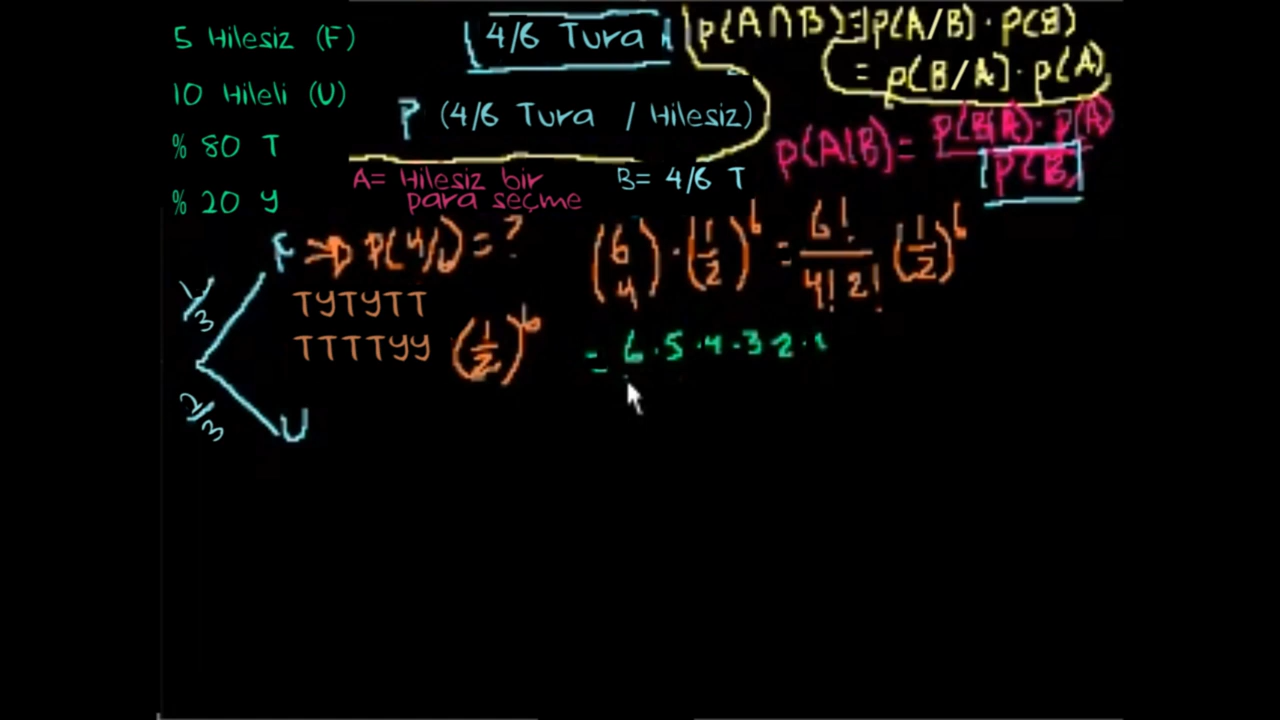 5 Hilesiz (F)
10 Hileli (U)
% 80 T
% 20 Y
4/6 Tura
P (4/6 Tura / Hilesiz)
P(A∩B)=P(A/B)·P(B)
= P(B/A)·P(A)
P(A|B)= P(B|A)·P(A) / P(B)
A= Hilesiz bir
para seçme
B= 4/6 T
1/3
F ⇒ P(4/6)=?
TYTYTT
TTTTYY (1/2)^6
2/3
U
(6 4)·(1/2)^6 = 6!/4!2! (1/2)^6
= 6·5·4·3·2·1